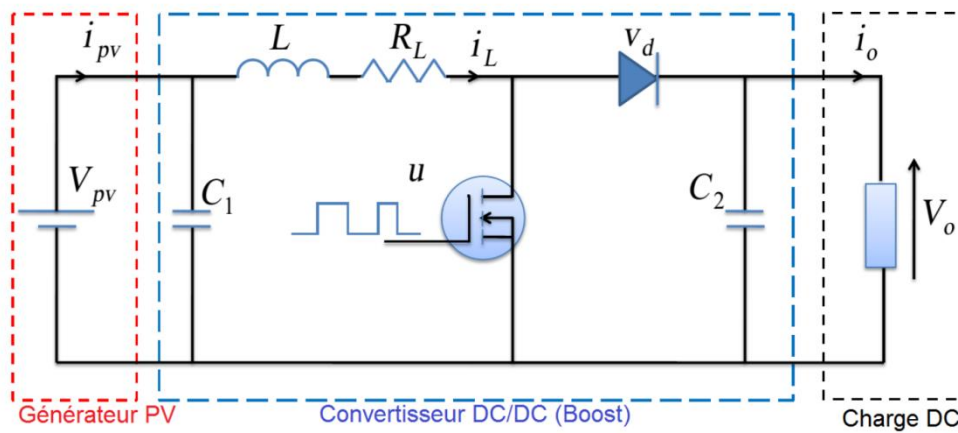 i_pv
L
R_L
i_L
v_d
i_o
V_pv
C_1
u
C_2
V_o
Générateur PV
Convertisseur DC/DC (Boost)
Charge DC